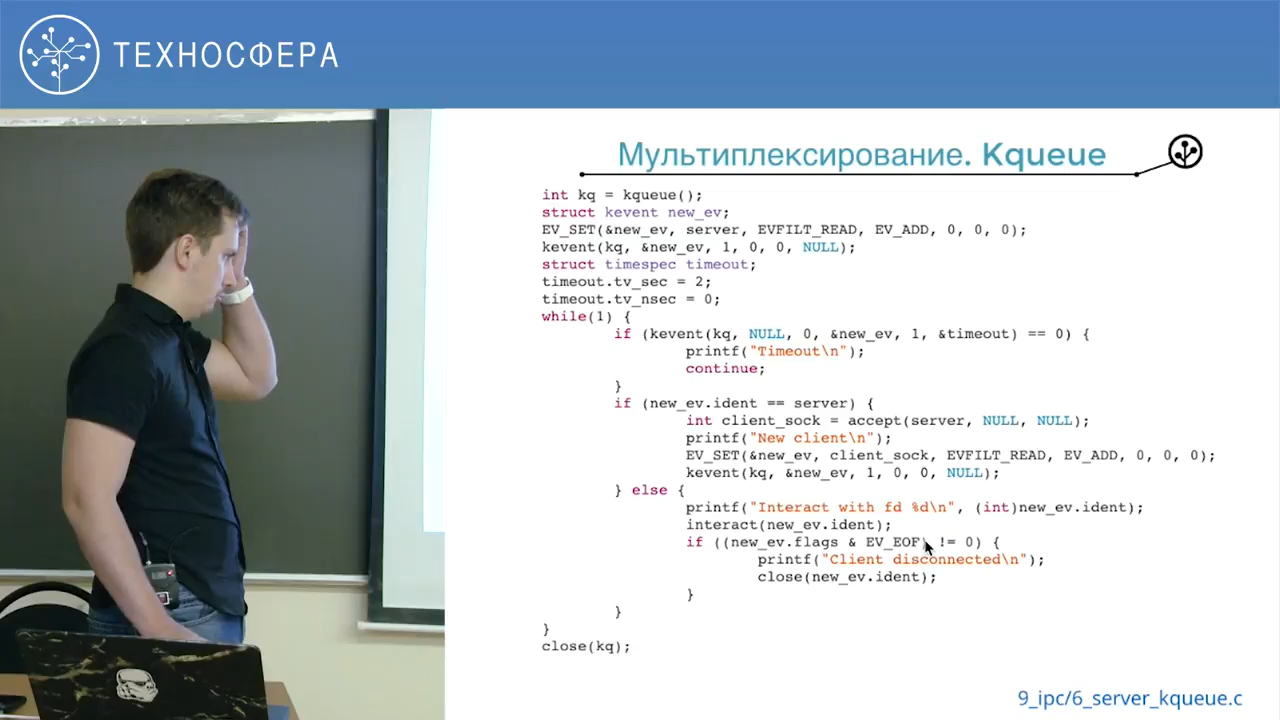 ТЕХНОСФЕРА
Мультиплексирование. Kqueue
int kq = kqueue();
struct kevent new_ev;
EV_SET(&new_ev, server, EVFILT_READ, EV_ADD, 0, 0, 0);
kevent(kq, &new_ev, 1, 0, 0, NULL);
struct timespec timeout;
timeout.tv_sec = 2;
timeout.tv_nsec = 0;
while(1) {
if (kevent(kq, NULL, 0, &new_ev, 1, &timeout) == 0) {
printf("Timeout\n");
continue;
}
if (new_ev.ident == server) {
int client_sock = accept(server, NULL, NULL);
printf("New client\n");
EV_SET(&new_ev, client_sock, EVFILT_READ, EV_ADD, 0, 0, 0);
kevent(kq, &new_ev, 1, 0, 0, NULL);
} else {
printf("Interact with fd %d\n", (int)new_ev.ident);
interact(new_ev.ident);
if ((new_ev.flags & EV_EOF) != 0) {
printf("Client disconnected\n");
close(new_ev.ident);
}
}
}
close(kq);
9_ipc/6_server_kqueue.c